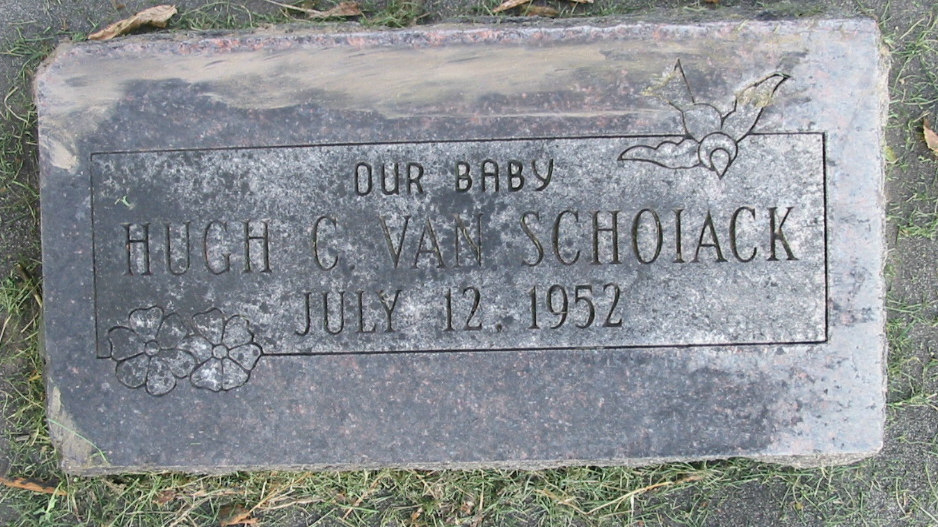 OUR BABY
HUGH C. VAN SCHOIACK
JULY 12, 1952